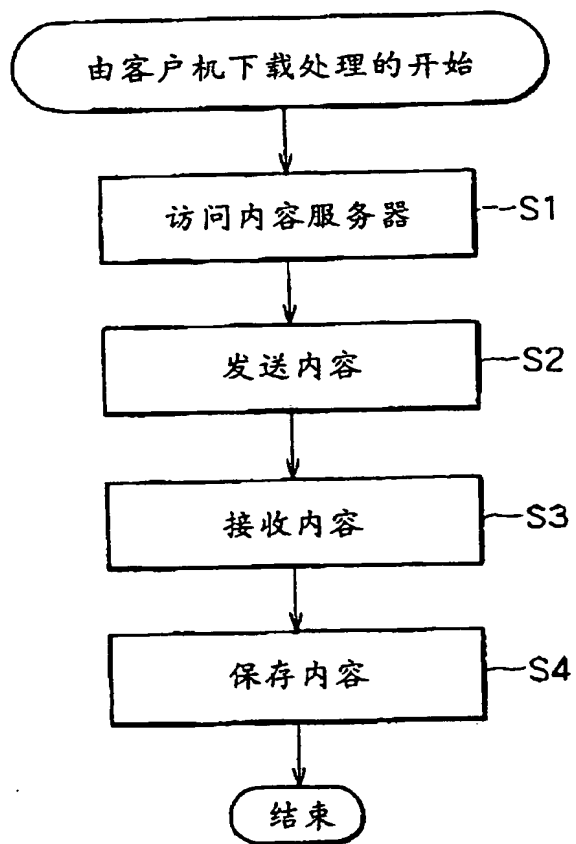 由客户机下载处理的开始
访问内容服务器
S1
发送内容
S2
接收内容
S3
保存内容
S4
结束